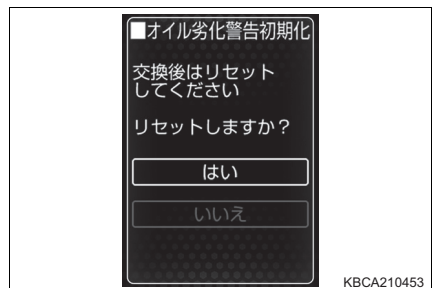 ■オイル劣化警告初期化
交換後はリセット
してください
リセットしますか？
はい
いいえ
KBCA210453